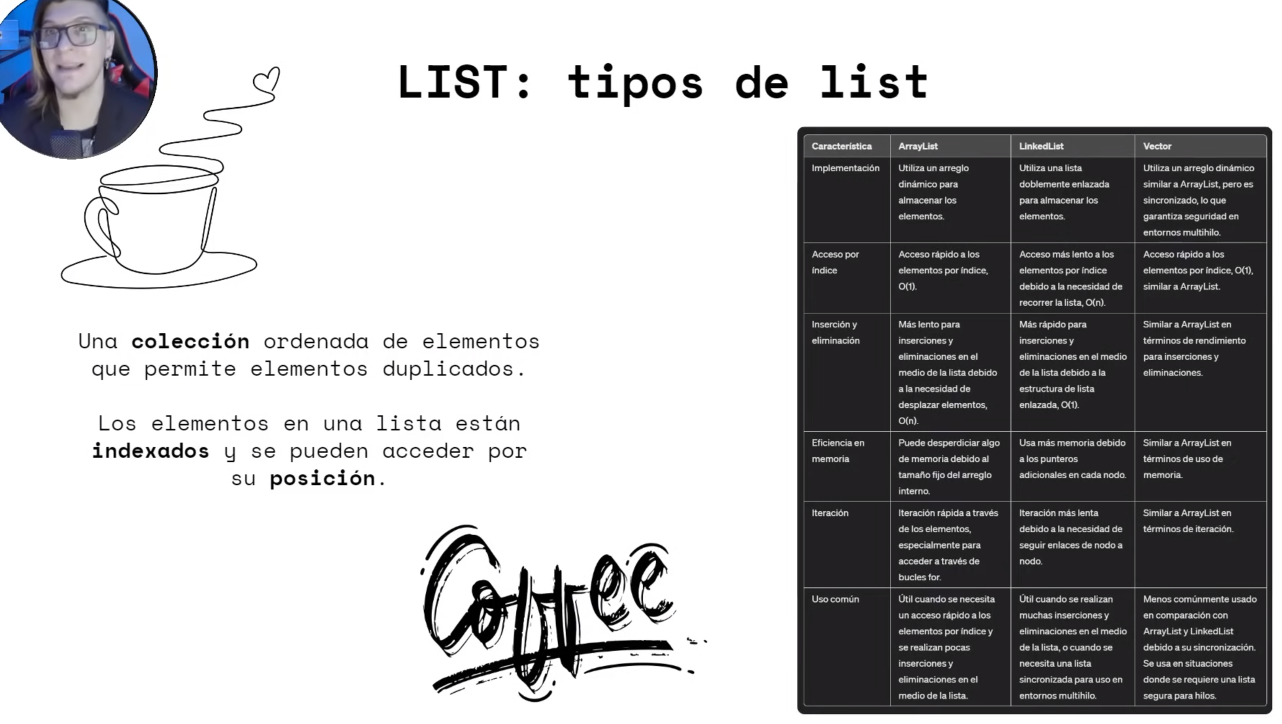 LIST: tipos de list
Una colección ordenada de elementos
que permite elementos duplicados.
Los elementos en una lista están
indexados y se pueden acceder por
su posición.
Coffee
Característica ArrayList LinkedList Vector
Implementación
Utiliza un arreglo
dinámico para
almacenar los
elementos.
Utiliza una lista
doblemente enlazada
para almacenar los
elementos.
Utiliza un arreglo dinámico
similar a ArrayList, pero es
sincronizado, lo que
garantiza seguridad en
entornos multihilo.
Acceso por
índice
Acceso rápido a los
elementos por índice,
O(1).
Acceso más lento a los
elementos por índice
debido a la necesidad de
recorrer la lista, O(n).
Acceso rápido a los
elementos por índice, O(1),
similar a ArrayList.
Inserción y
eliminación
Más lento para
inserciones y
eliminaciones en el
medio de la lista debido
a la necesidad de
desplazar elementos,
O(n).
Más rápido para
inserciones y
eliminaciones en el medio
de la lista debido a la
estructura de lista
enlazada, O(1).
Similar a ArrayList en
términos de rendimiento
para inserciones y
eliminaciones.
Eficiencia en
memoria
Puede desperdiciar algo
de memoria debido al
tamaño fijo del arreglo
interno.
Usa más memoria debido
a los punteros
adicionales en cada nodo.
Similar a ArrayList en
términos de uso de
memoria.
Iteración
Iteración rápida a través
de los elementos,
especialmente para
acceder a través de
bucles for.
Iteración más lenta
debido a la necesidad de
seguir enlaces de nodo a
nodo.
Similar a ArrayList en
términos de iteración.
Uso común
Útil cuando se necesita
un acceso rápido a los
elementos por índice y
se realizan pocas
inserciones y
eliminaciones en el
medio de la lista.
Útil cuando se realizan
muchas inserciones y
eliminaciones en el medio
de la lista, o cuando se
necesita una lista
sincronizada para uso en
entornos multihilo.
Menos comúnmente usado
en comparación con
ArrayList y LinkedList
debido a su sincronización.
Se usa en situaciones
donde se requiere una lista
segura para hilos.